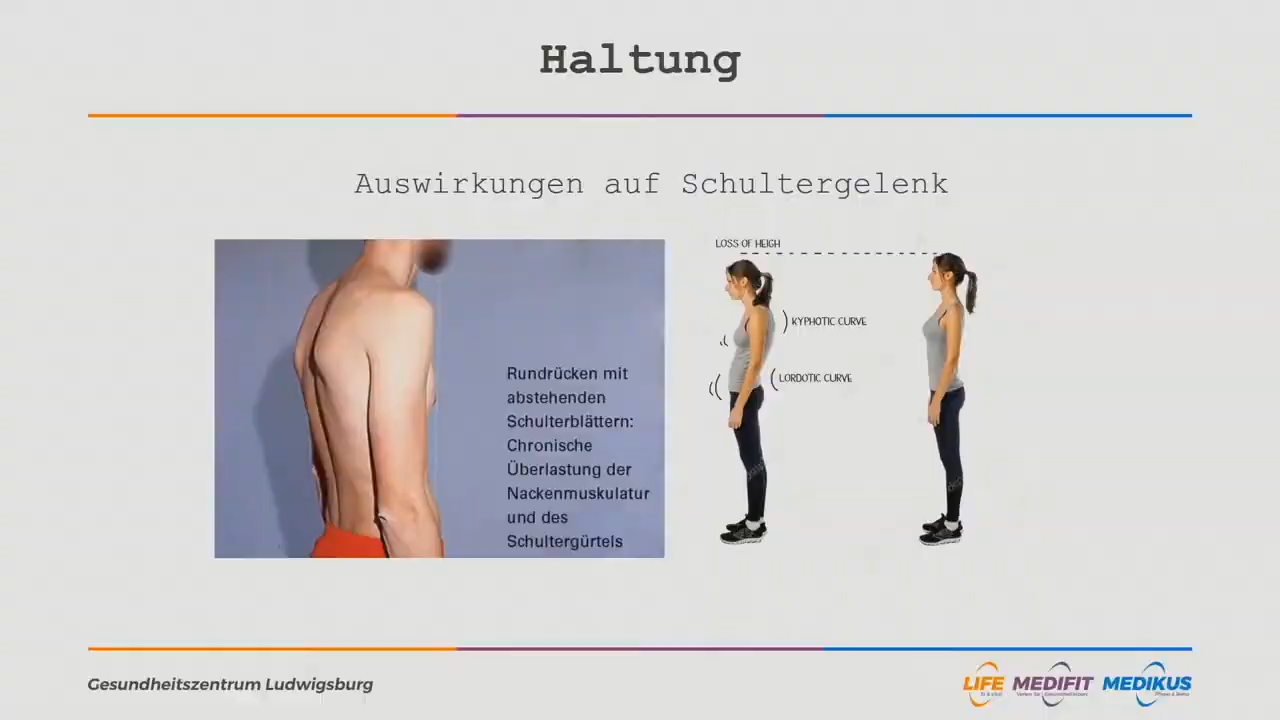 Haltung
Auswirkungen auf Schultergelenk
LOSS OF HEIGH
KYPHOTIC CURVE
LORDOTIC CURVE
Rundrücken mit
abstehenden
Schulterblättern:
Chronische
Überlastung der
Nackenmuskulatur
und des
Schultergürtels
Gesundheitszentrum Ludwigsburg
LIFE MEDIFIT MEDIKUS